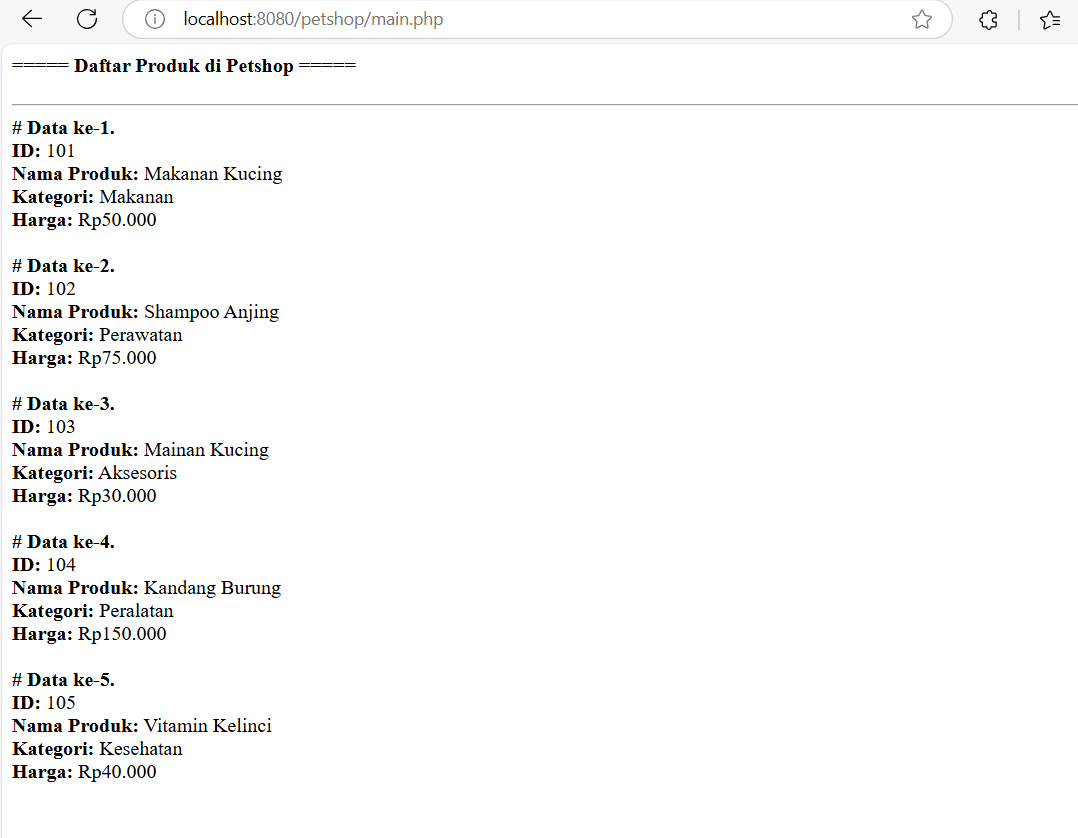 localhost:8080/petshop/main.php
===== Daftar Produk di Petshop =====
# Data ke-1.
ID: 101
Nama Produk: Makanan Kucing
Kategori: Makanan
Harga: Rp50.000
# Data ke-2.
ID: 102
Nama Produk: Shampoo Anjing
Kategori: Perawatan
Harga: Rp75.000
# Data ke-3.
ID: 103
Nama Produk: Mainan Kucing
Kategori: Aksesoris
Harga: Rp30.000
# Data ke-4.
ID: 104
Nama Produk: Kandang Burung
Kategori: Peralatan
Harga: Rp150.000
# Data ke-5.
ID: 105
Nama Produk: Vitamin Kelinci
Kategori: Kesehatan
Harga: Rp40.000